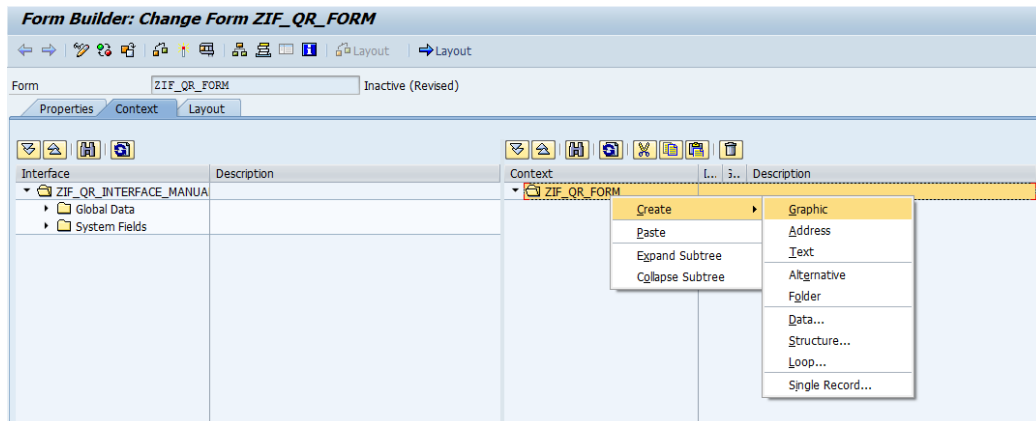 Form Builder: Change Form ZIF_QR_FORM
Layout Layout
Form ZIF_QR_FORM Inactive (Revised)
Properties Context Layout
Interface Description Context Description
ZIF_QR_INTERFACE_MANUA ZIF_QR_FORM
Global Data
System Fields
Create
Paste
Expand Subtree
Collapse Subtree
Graphic
Address
Text
Alternative
Folder
Data...
Structure...
Loop...
Single Record...